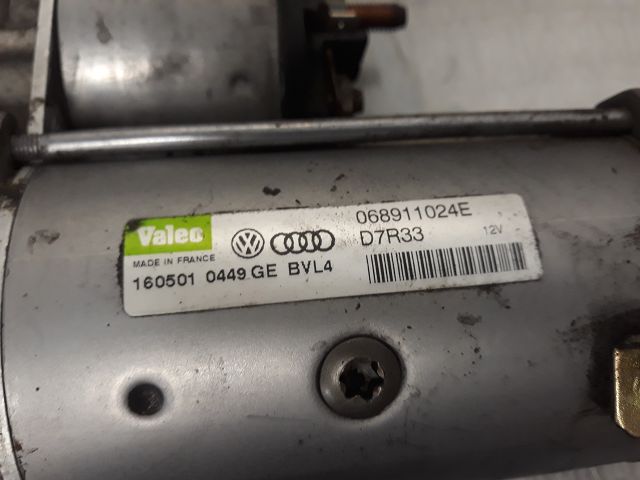 Valeo
068911024E
D7R33 12V
MADE IN FRANCE
160501 0449 GE BVL4